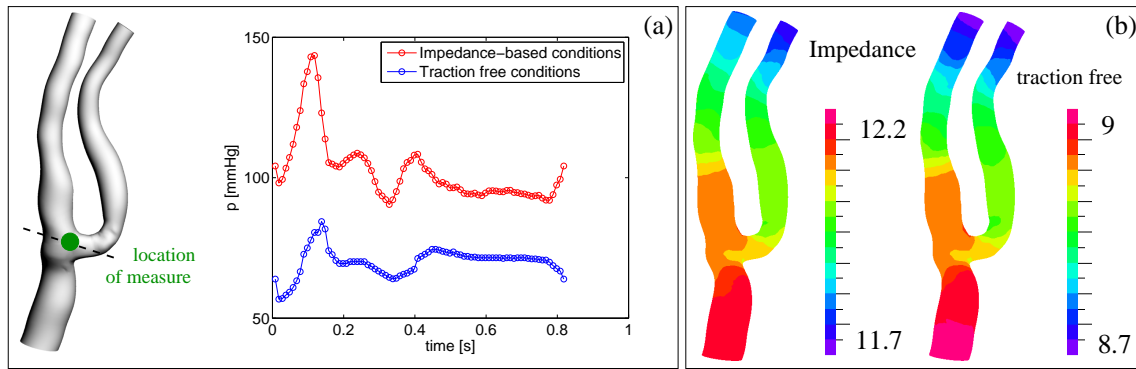 (a)
location
of measure
150
100
50
p [mmHg]
Impedance−based conditions
Traction free conditions
0
0.2
0.4
0.6
0.8
1
time [s]
(b)
Impedance
traction free
12.2
11.7
9
8.7